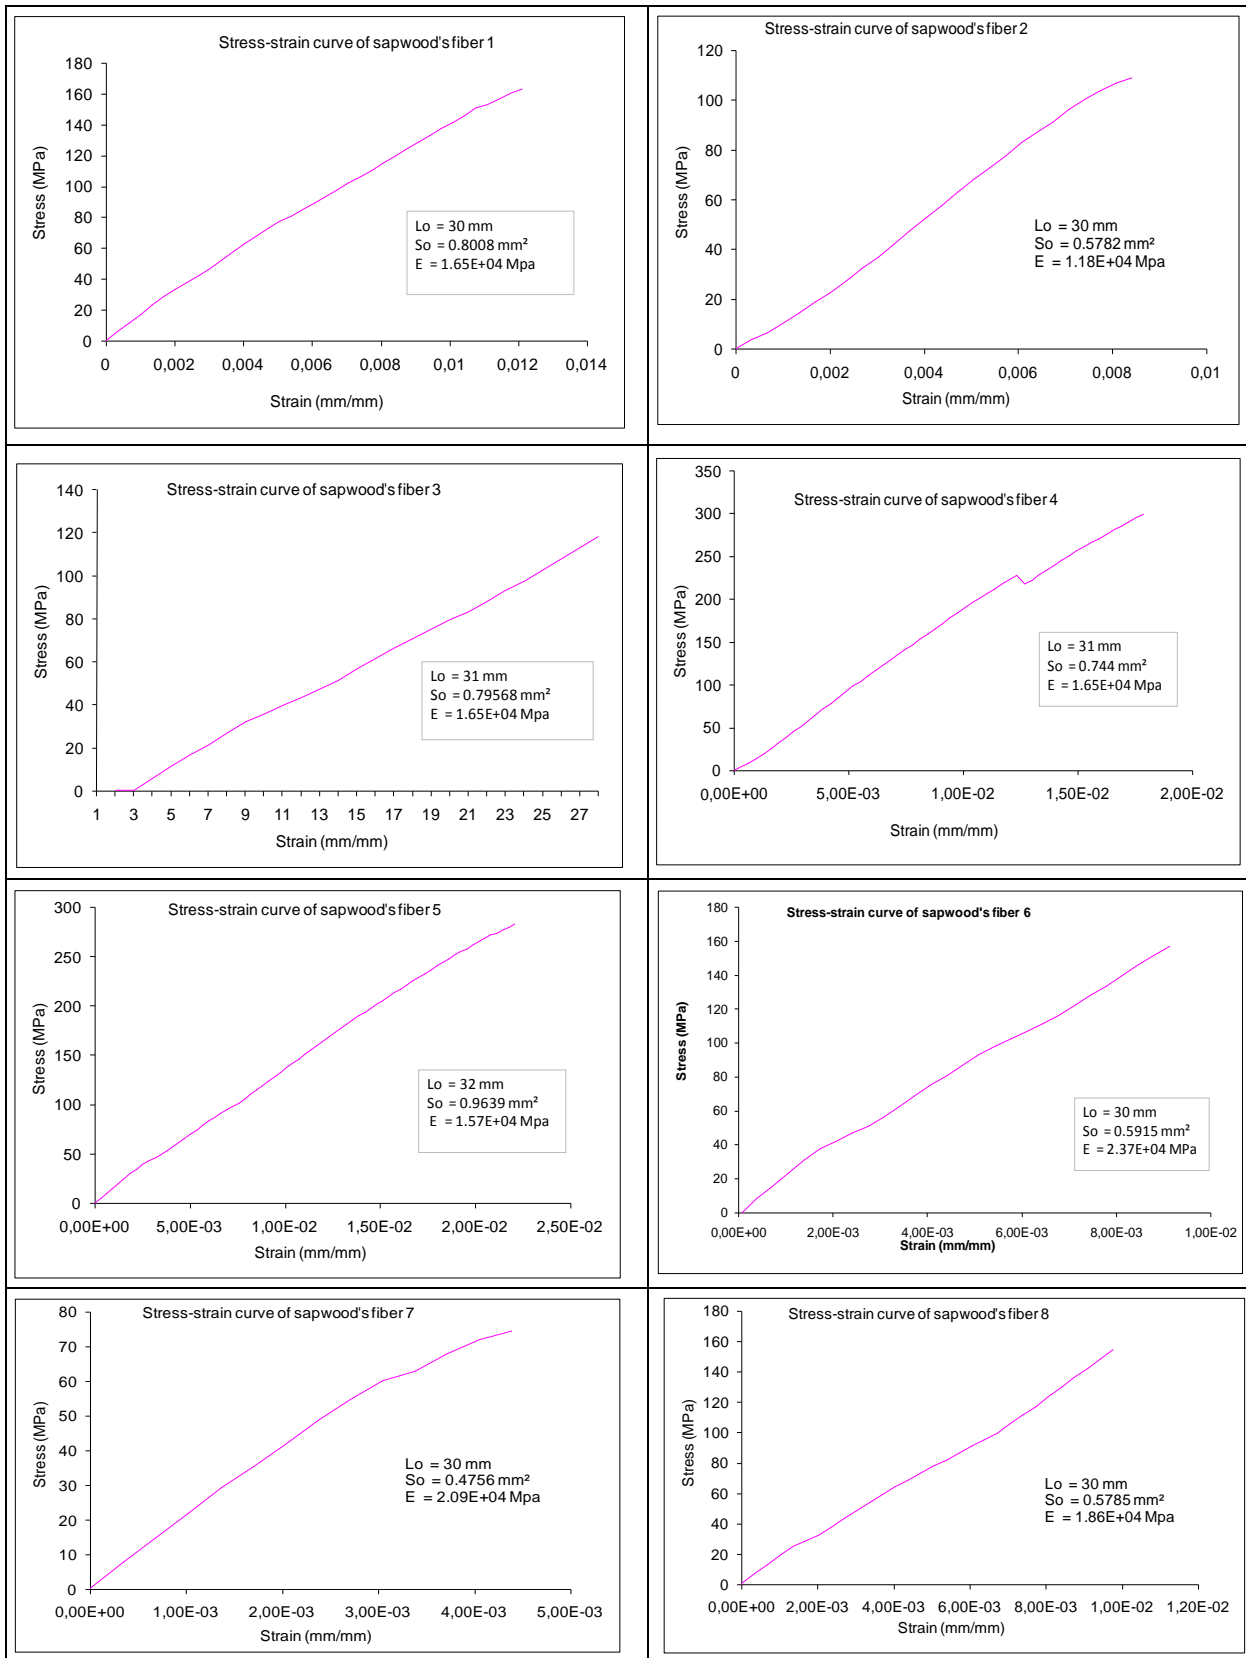 Stress-strain curve of sapwood's fiber 1
180
160
140
120
100
80
60
40
20
0
Stress (MPa)
Lo = 30 mm
So = 0.8008 mm²
E = 1.65E+04 Mpa
0 0,002 0,004 0,006 0,008 0,01 0,012 0,014
Strain (mm/mm)
Stress-strain curve of sapwood's fiber 2
120
100
80
60
40
20
0
Stress (MPa)
Lo = 30 mm
So = 0.5782 mm²
E = 1.18E+04 Mpa
0 0,002 0,004 0,006 0,008 0,01
Strain (mm/mm)
Stress-strain curve of sapwood's fiber 3
140
120
100
80
60
40
20
0
Stress (MPa)
Lo = 31 mm
So = 0.79568 mm²
E = 1.65E+04 Mpa
1 3 5 7 9 11 13 15 17 19 21 23 25 27
Strain (mm/mm)
Stress-strain curve of sapwood's fiber 4
350
300
250
200
150
100
50
0
Stress (MPa)
Lo = 31 mm
So = 0.744 mm²
E = 1.65E+04 Mpa
0,00E+00 5,00E-03 1,00E-02 1,50E-02 2,00E-02
Strain (mm/mm)
Stress-strain curve of sapwood's fiber 5
300
250
200
150
100
50
0
Stress (MPa)
Lo = 32 mm
So = 0.9639 mm²
E = 1.57E+04 Mpa
0,00E+00 5,00E-03 1,00E-02 1,50E-02 2,00E-02 2,50E-02
Strain (mm/mm)
Stress-strain curve of sapwood's fiber 6
180
160
140
120
100
80
60
40
20
0
Stress (MPa)
Lo = 30 mm
So = 0.5915 mm²
E = 2.37E+04 MPa
0,00E+00 2,00E-03 4,00E-03 6,00E-03 8,00E-03 1,00E-02
Strain (mm/mm)
Stress-strain curve of sapwood's fiber 7
80
70
60
50
40
30
20
10
0
Stress (MPa)
Lo = 30 mm
So = 0.4756 mm²
E = 2.09E+04 Mpa
0,00E+00 1,00E-03 2,00E-03 3,00E-03 4,00E-03 5,00E-03
Strain (mm/mm)
Stress-strain curve of sapwood's fiber 8
180
160
140
120
100
80
60
40
20
0
Stress (MPa)
Lo = 30 mm
So = 0.5785 mm²
E = 1.86E+04 Mpa
0,00E+00 2,00E-03 4,00E-03 6,00E-03 8,00E-03 1,00E-02 1,20E-02
Strain (mm/mm)